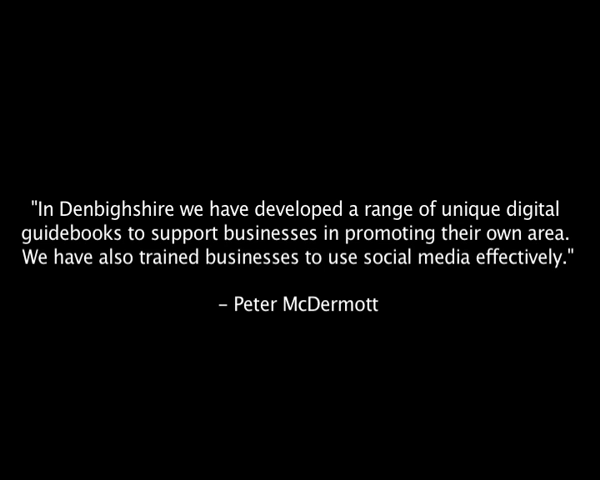 "In Denbighshire we have developed a range of unique digital
guidebooks to support businesses in promoting their own area.
We have also trained businesses to use social media effectively."
– Peter McDermott